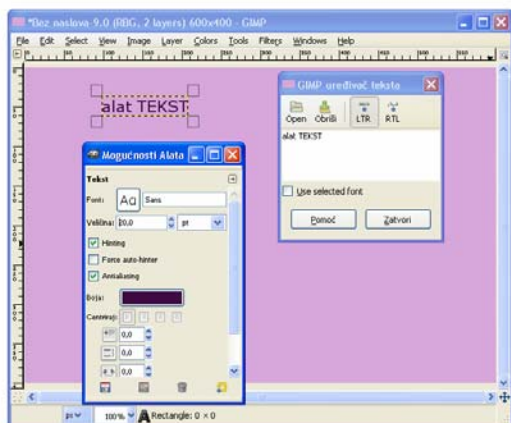 *Bez_naslova-9.0 (RBG, 2 layers) 600x400 - GIMP
File Edit Select View Image Layer Colors Tools Filters Windows Help
alat TEKST
GIMP uređivač teksta
Open Obriši LTR RTL
alat TEKST
Use selected font
Pomoć Zatvori
Mogućnosti Alata
Tekst
Font: Aa Sans
Veličina: 20,0 pt
Hinting
Force auto-hinter
Antialiasing
Boja:
0,0
0,0
0,0
px 100% Rectangle: 0 × 0